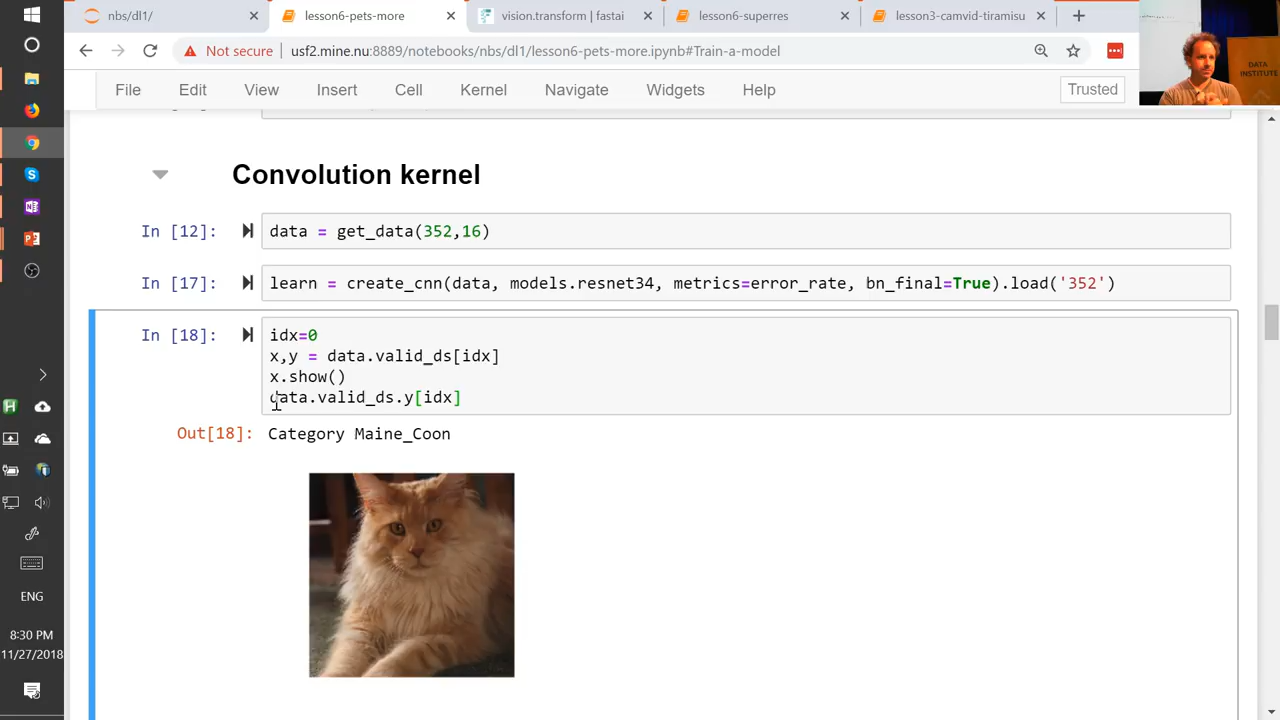 nbs/dl1/
lesson6-pets-more
vision.transform | fastai
lesson6-superres
lesson3-camvid-tiramisu
Not secure
usf2.mine.nu:8889/notebooks/nbs/dl1/lesson6-pets-more.ipynb#Train-a-model
DATA
INSTITUTE
File
Edit
View
Insert
Cell
Kernel
Navigate
Widgets
Help
Trusted
Convolution kernel
In [12]:
data = get_data(352,16)
In [17]:
learn = create_cnn(data, models.resnet34, metrics=error_rate, bn_final=True).load('352')
In [18]:
idx=0
x,y = data.valid_ds[idx]
x.show()
data.valid_ds.y[idx]
Out[18]:
Category Maine_Coon
ENG
8:30 PM
11/27/2018